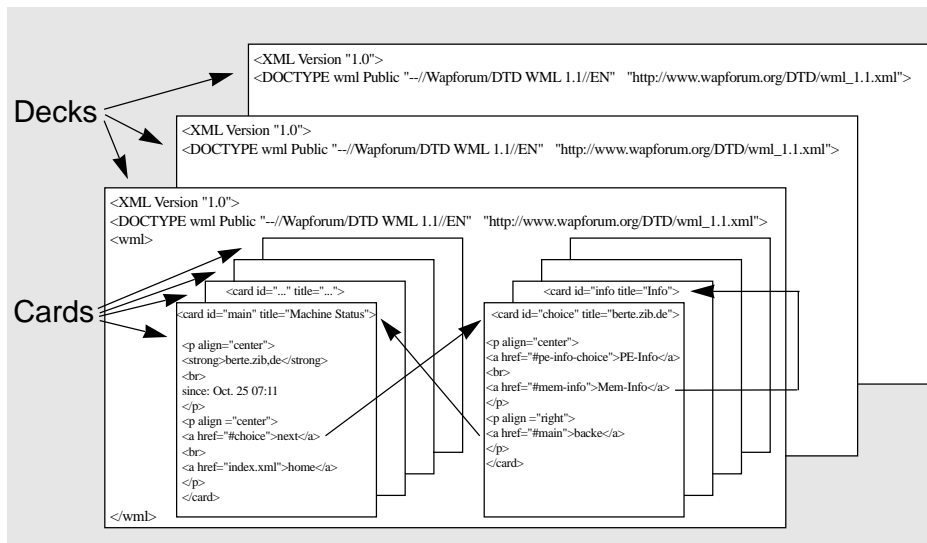 <XML Version "1.0">
<DOCTYPE wml Public "--//Wapforum/DTD WML 1.1//EN" "http://www.wapforum.org/DTD/wml_1.1.xml">
Decks
<XML Version "1.0">
<DOCTYPE wml Public "--//Wapforum/DTD WML 1.1//EN" "http://www.wapforum.org/DTD/wml_1.1.xml">
<XML Version "1.0">
<DOCTYPE wml Public "--//Wapforum/DTD WML 1.1//EN" "http://www.wapforum.org/DTD/wml_1.1.xml">
<wml>
Cards
<card id="..." title="...">
<card id="main" title="Machine Status">
<p align="center">
<strong>berte.zib,de</strong>
<br>
since: Oct. 25 07:11
</p>
<p align ="center">
<a href="#choice">next</a>
<br>
<a href="index.xml">home</a>
</p>
</card>
<card id="info title="Info">
<card id="choice" title="berte.zib.de">
<p align="center">
<a href="#pe-info-choice">PE-Info</a>
<br>
<a href="#mem-info">Mem-Info</a>
</p>
<p align ="right">
<a href="#main">backe</a>
</p>
</card>
</wml>